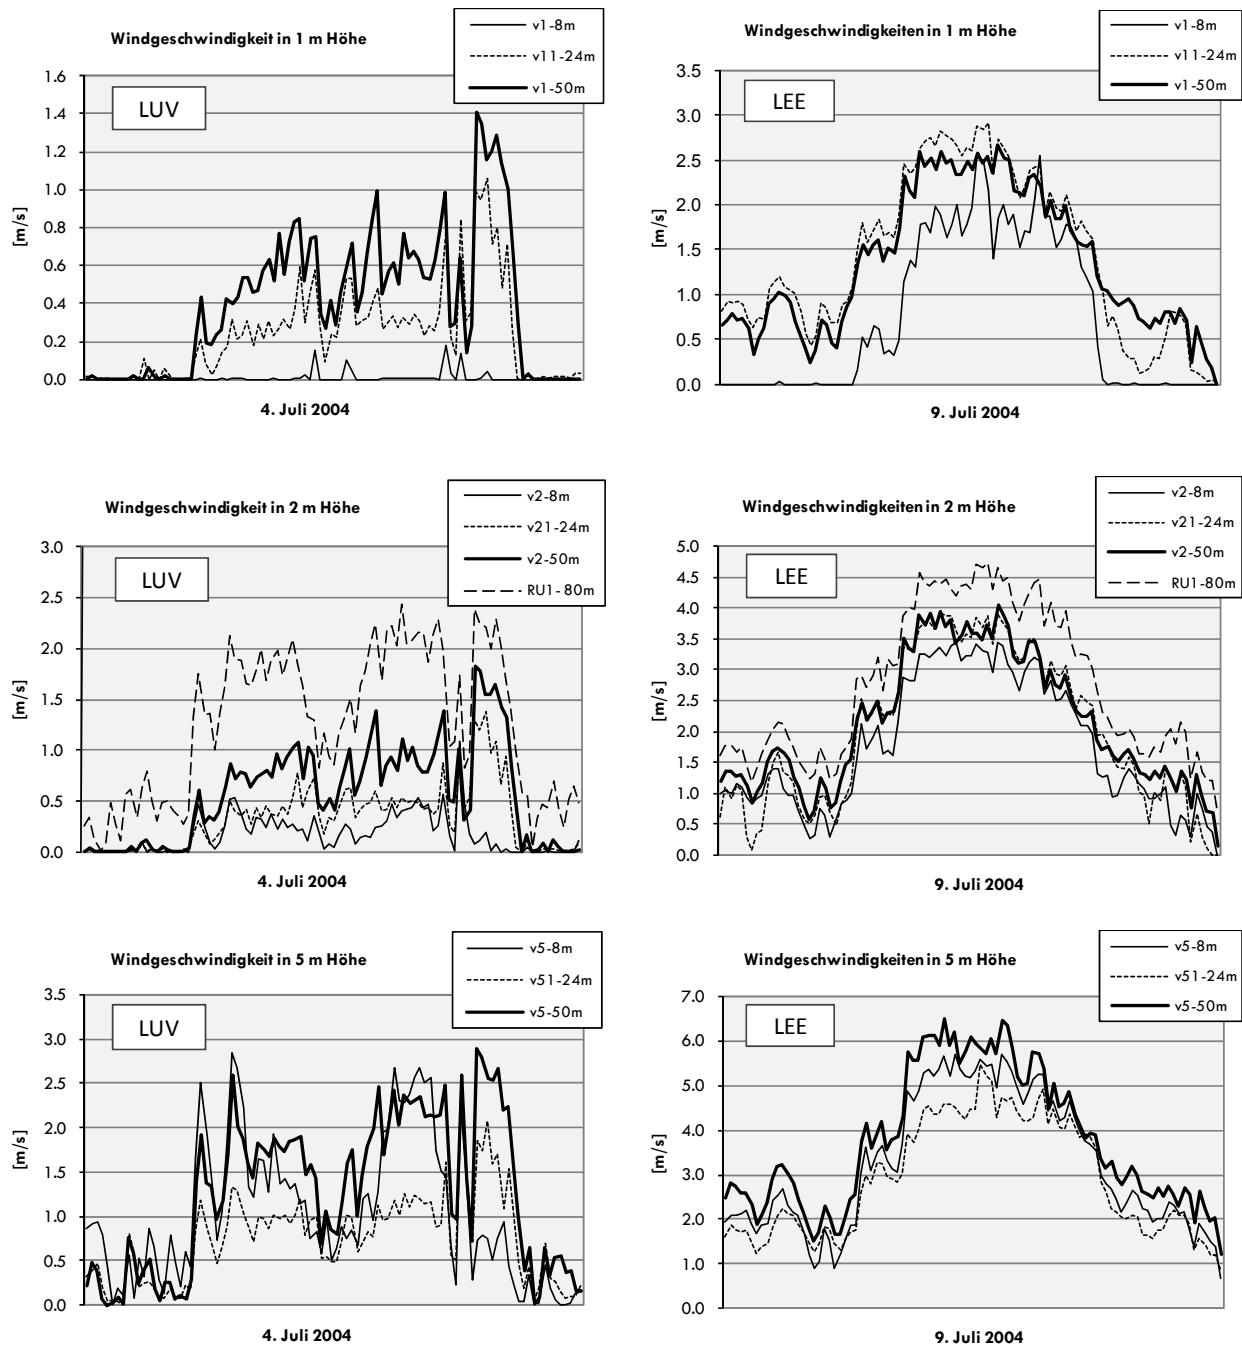 Windgeschwindigkeit in 1 m Höhe
v1-8m
v11-24m
v1-50m
LUV
[m/s]
1.6
1.4
1.2
1.0
0.8
0.6
0.4
0.2
0.0
4. Juli 2004
Windgeschwindigkeiten in 1 m Höhe
v1-8m
v11-24m
v1-50m
LEE
[m/s]
3.5
3.0
2.5
2.0
1.5
1.0
0.5
0.0
9. Juli 2004
Windgeschwindigkeit in 2 m Höhe
v2-8m
v21-24m
v2-50m
RU1-80m
LUV
[m/s]
3.0
2.5
2.0
1.5
1.0
0.5
0.0
4. Juli 2004
Windgeschwindigkeiten in 2 m Höhe
v2-8m
v21-24m
v2-50m
RU1-80m
LEE
[m/s]
5.0
4.5
4.0
3.5
3.0
2.5
2.0
1.5
1.0
0.5
0.0
9. Juli 2004
Windgeschwindigkeit in 5 m Höhe
v5-8m
v51-24m
v5-50m
LUV
[m/s]
3.5
3.0
2.5
2.0
1.5
1.0
0.5
0.0
4. Juli 2004
Windgeschwindigkeiten in 5 m Höhe
v5-8m
v51-24m
v5-50m
LEE
[m/s]
7.0
6.0
5.0
4.0
3.0
2.0
1.0
0.0
9. Juli 2004